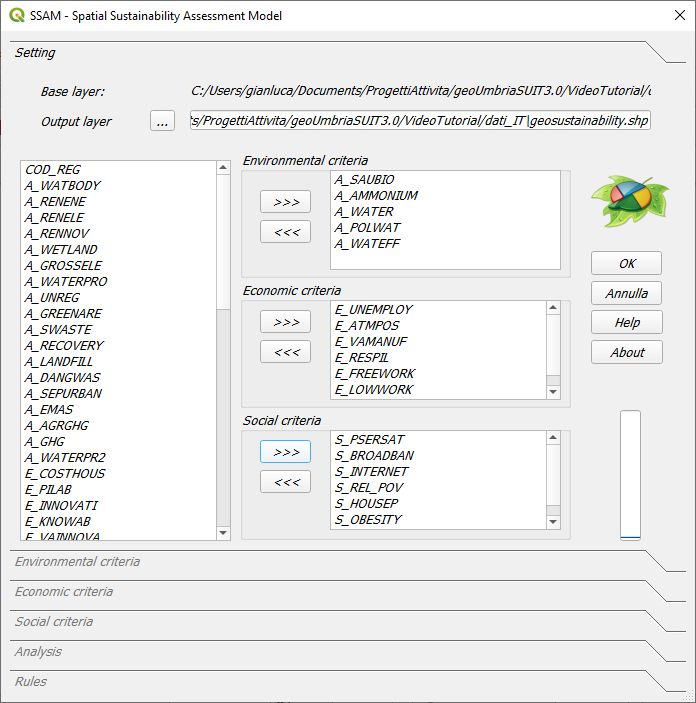 SSAM - Spatial Sustainability Assessment Model
Setting
Base layer:
C:/Users/gianluca/Documents/ProgettiAttivita/geoUmbriaSUIT3.0/VideoTutorial/
Output layer
...
ts/ProgettiAttivita/geoUmbriaSUIT3.0/VideoTutorial/dati_IT\geosustainability.shp
COD_REG
A_WATBODY
A_RENENE
A_RENELE
A_RENNOV
A_WETLAND
A_GROSSELE
A_WATERPRO
A_UNREG
A_GREENARE
A_SWASTE
A_RECOVERY
A_LANDFILL
A_DANGWAS
A_SEPURBAN
A_EMAS
A_AGRGHG
A_GHG
A_WATERPR2
E_COSTHOUS
E_PILAB
E_INNOVATI
E_KNOWAB
E_VAINNOVA
Environmental criteria
>>>
<<<
A_SAUBIO
A_AMMONIUM
A_WATER
A_POLWAT
A_WATEFF
Economic criteria
>>>
<<<
E_UNEMPLOY
E_ATMPOS
E_VAMANUF
E_RESPIL
E_FREEWORK
E_LOWWORK
Social criteria
>>>
<<<
S_PSERSAT
S_BROADBAN
S_INTERNET
S_REL_POV
S_HOUSEP
S_OBESITY
OK
Annulla
Help
About
Environmental criteria
Economic criteria
Social criteria
Analysis
Rules